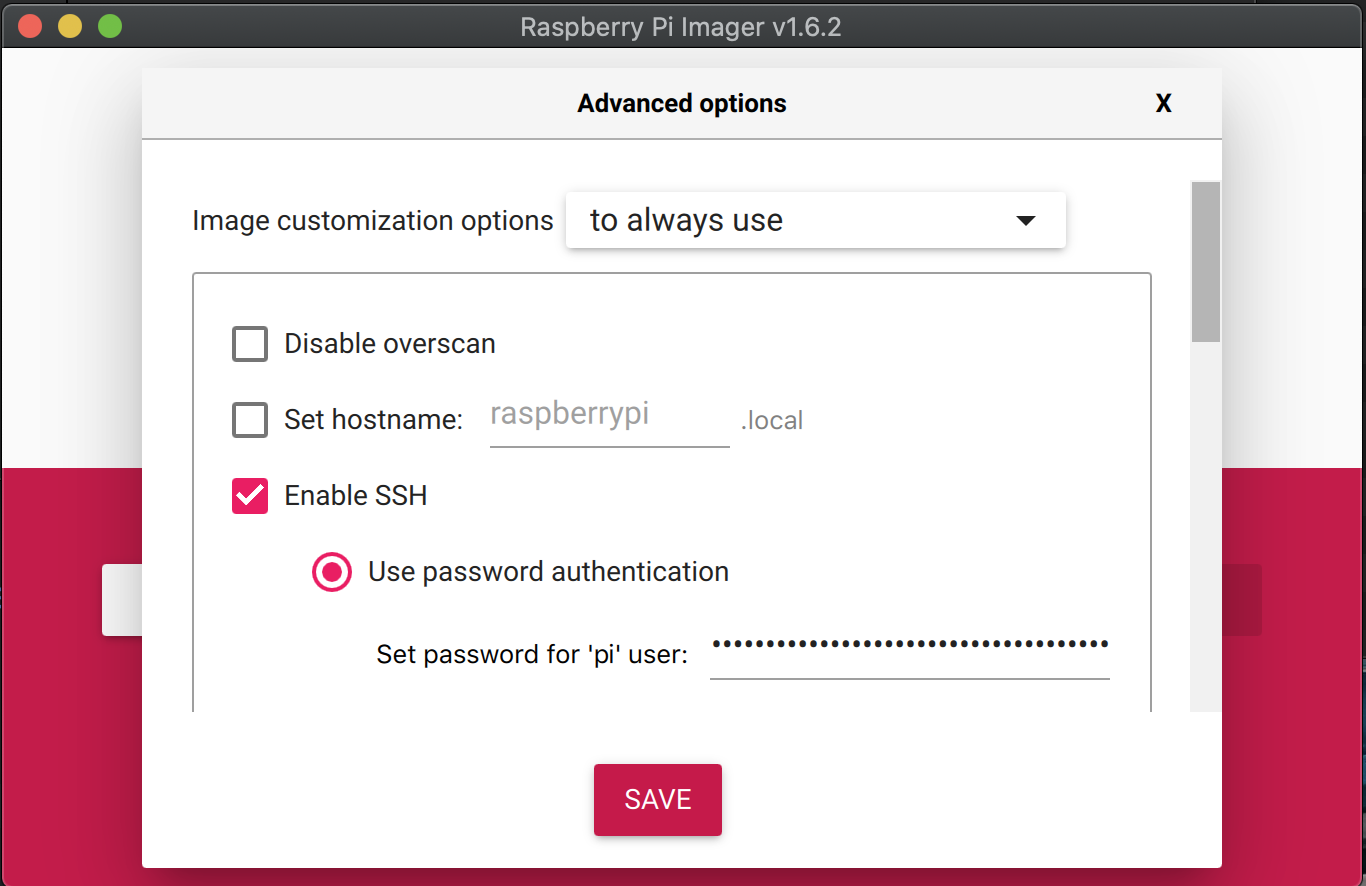 Raspberry Pi Imager v1.6.2
Advanced options X
Image customization options to always use
Disable overscan
Set hostname: raspberrypi .local
Enable SSH
Use password authentication
Set password for 'pi' user: •••••••••••••••••••••••••••••••••••••
SAVE